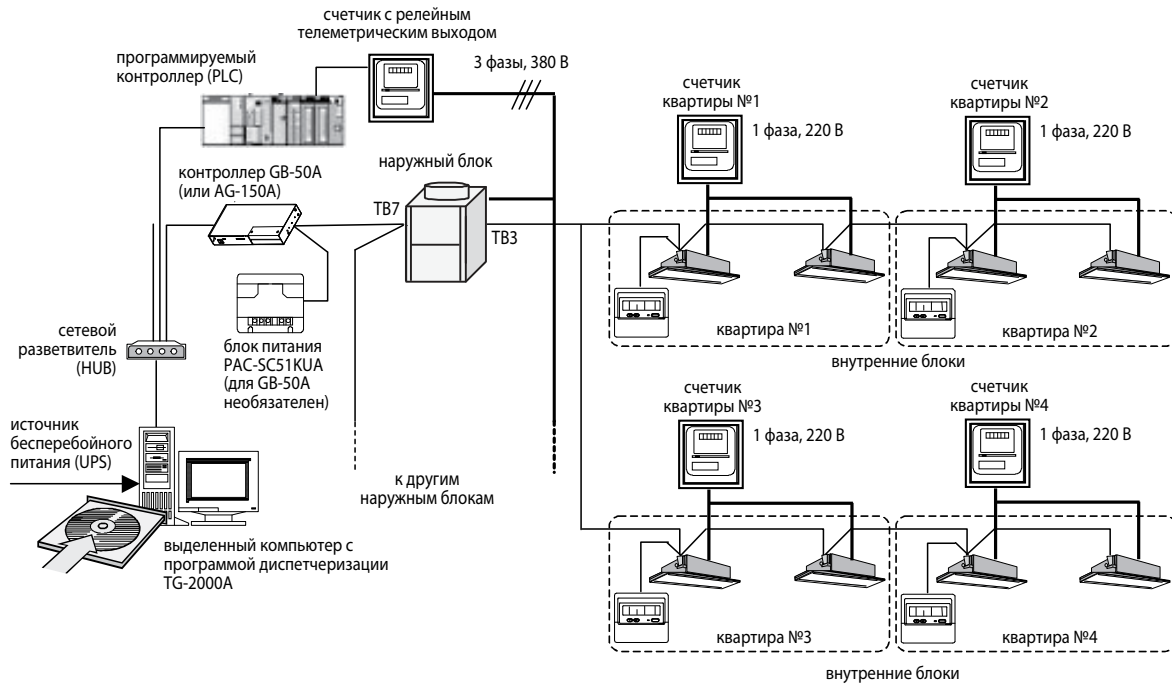 счетчик с релейным
телеметрическим выходом
программируемый
контроллер (PLC)
3 фазы, 380 В
счетчик
квартиры №1
1 фаза, 220 В
счетчик
квартиры №2
1 фаза, 220 В
контроллер GB-50A
(или AG-150A)
наружный блок
TB7
TB3
квартира №1
квартира №2
внутренние блоки
сетевой
разветвитель
(HUB)
блок питания
PAC-SC51KUA
(для GB-50A
необязателен)
источник
бесперебойного
питания (UPS)
к другим
наружным блокам
выделенный компьютер с
программой диспетчеризации
TG-2000A
счетчик
квартиры №3
1 фаза, 220 В
счетчик
квартиры №4
1 фаза, 220 В
квартира №3
квартира №4
внутренние блоки